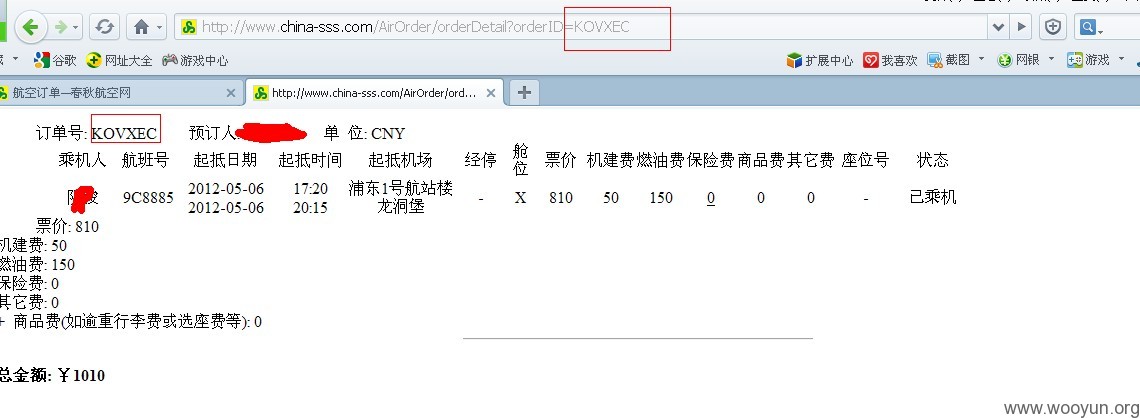 http://www.china-sss.com/AirOrder/orderDetail?orderID=KOVXEC
谷歌 网址大全 游戏中心 扩展中心 我喜欢 截图 网银 游戏
航空订单—春秋航空网 http://www.china-sss.com/AirOrder/ord...
订单号: KOVXEC 预订人: 单 位: CNY
乘机人 航班号 起抵日期 起抵时间 起抵机场 经停 舱位 票价 机建费 燃油费 保险费 商品费 其它费 座位号 状态
9C8885 2012-05-06 17:20 浦东1号航站楼 - X 810 50 150 0 0 0 - 已乘机
2012-05-06 20:15 龙洞堡
票价: 810
机建费: 50
燃油费: 150
保险费: 0
其它费: 0
+ 商品费(如逾重行李费或选座费等): 0
总金额: ¥1010
www.wooyun.org